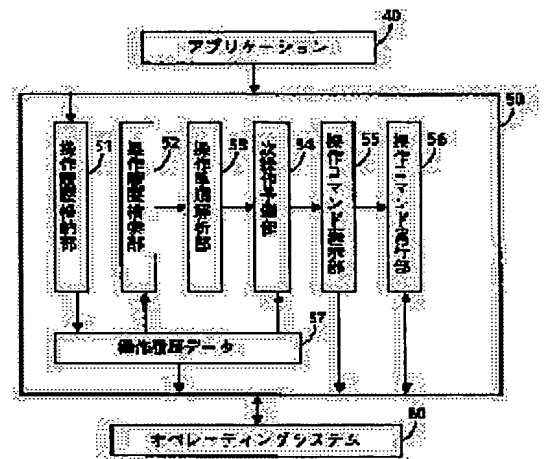 40
アプリケーション
50
51
操作履歴格納部
52
操作履歴検索部
53
操作履歴解析部
54
次操作予測部
55
操作コマンド表示部
56
操作コマンド発行部
57
操作履歴データ
60
オペレーティングシステム